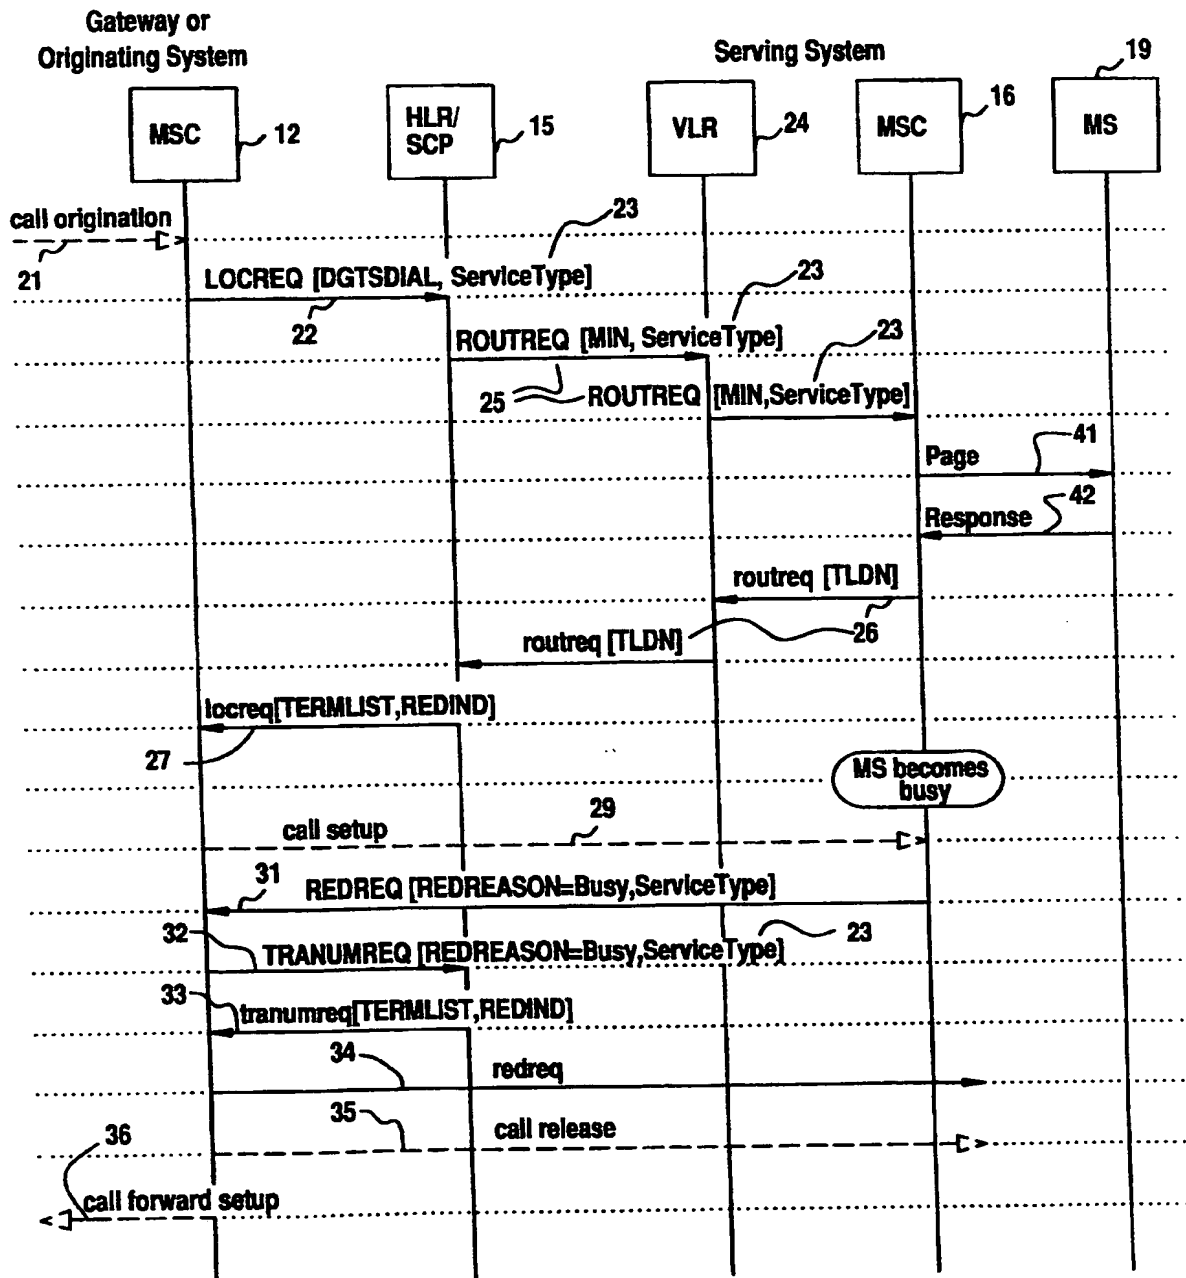 Gateway or
Originating System
Serving System
19
MSC
12
HLR/
SCP
15
VLR
24
MSC
16
MS
call origination
21
23
LOCREQ [DGTSDIAL, ServiceType]
22
23
ROUTREQ [MIN, ServiceType]
23
25
ROUTREQ [MIN,ServiceType]
Page
41
Response
42
routreq [TLDN]
26
routreq [TLDN]
locreq[TERMLIST,REDIND]
27
MS becomes
busy
call setup
29
31
REDREQ [REDREASON=Busy,ServiceType]
32
TRANUMREQ [REDREASON=Busy,ServiceType]
23
33
tranumreq[TERMLIST,REDIND]
34
redreq
35
call release
36
call forward setup